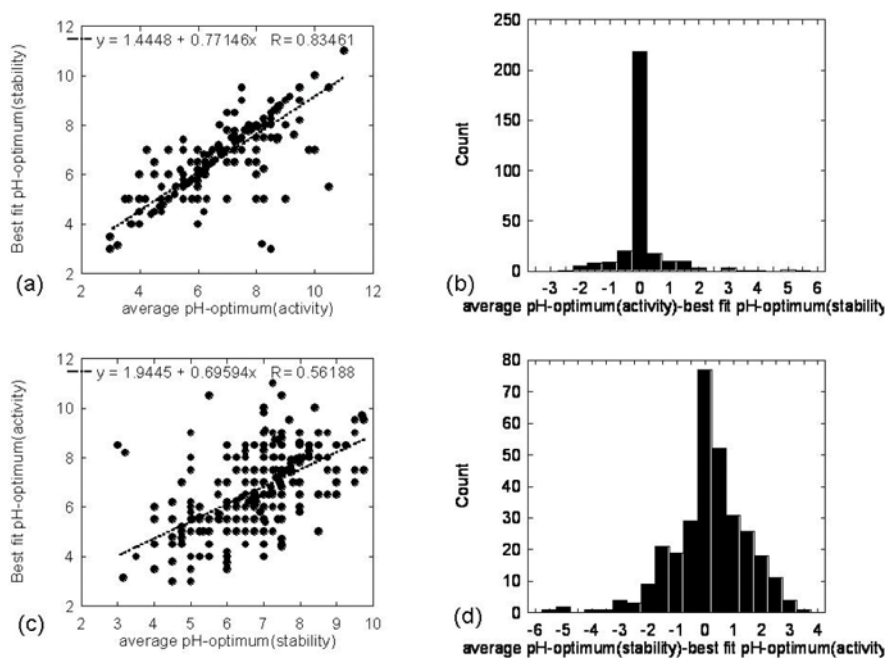 y = 1.4448 + 0.77146x R= 0.83461
12
10
8
6
4
2
Best fit pH-optimum(stability)
2 4 6 8 10 12
average pH-optimum(activity)
(a)
250
200
150
100
50
0
Count
-3 -2 -1 0 1 2 3 4 5 6
average pH-optimum(activity)-best fit pH-optimum(stability
(b)
y = 1.9445 + 0.69594x R= 0.56188
12
10
8
6
4
2
Best fit pH-optimum(activity)
2 3 4 5 6 7 8 9 10
average pH-optimum(stability)
(c)
80
70
60
50
40
30
20
10
0
Count
-6 -5 -4 -3 -2 -1 0 1 2 3 4
average pH-optimum(stability)-best fit pH-optimum(activity
(d)